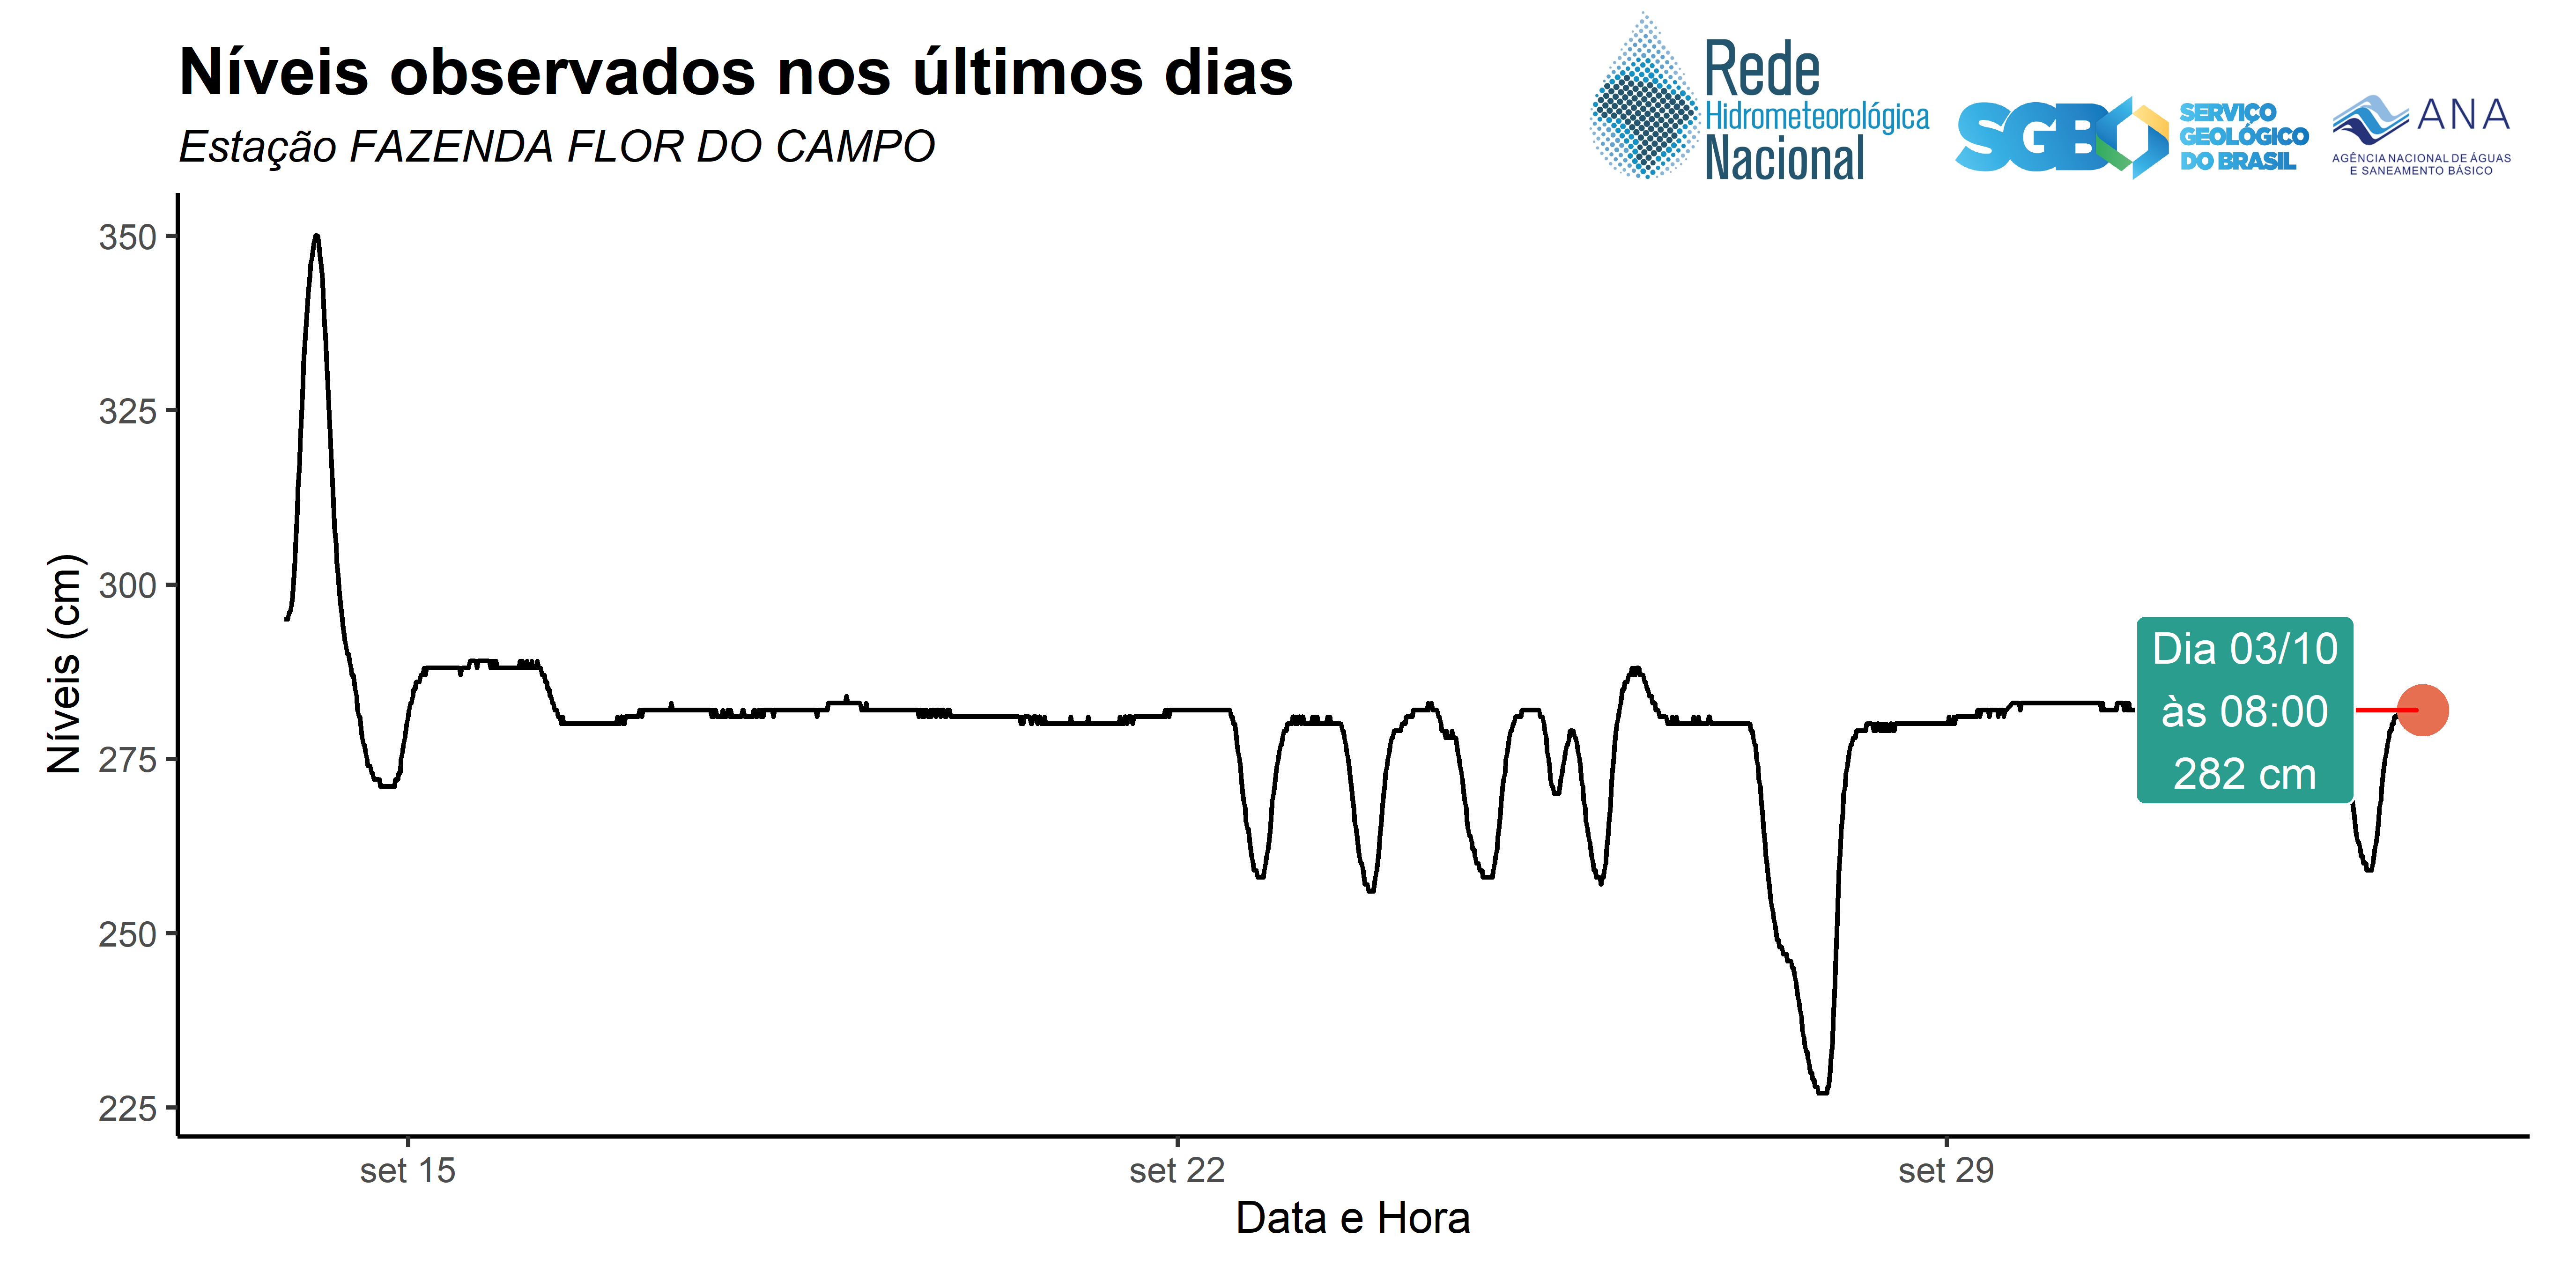 Níveis observados nos últimos dias
Estação FAZENDA FLOR DO CAMPO
Rede
Hidrometeorológica
Nacional
SGB
SERVIÇO
GEOLÓGICO
DO BRASIL
ANA
AGÊNCIA NACIONAL DE ÁGUAS
E SANEAMENTO BÁSICO
Níveis (cm)
350
325
300
275
250
225
Dia 03/10
às 08:00
282 cm
set 15
set 22
set 29
Data e Hora